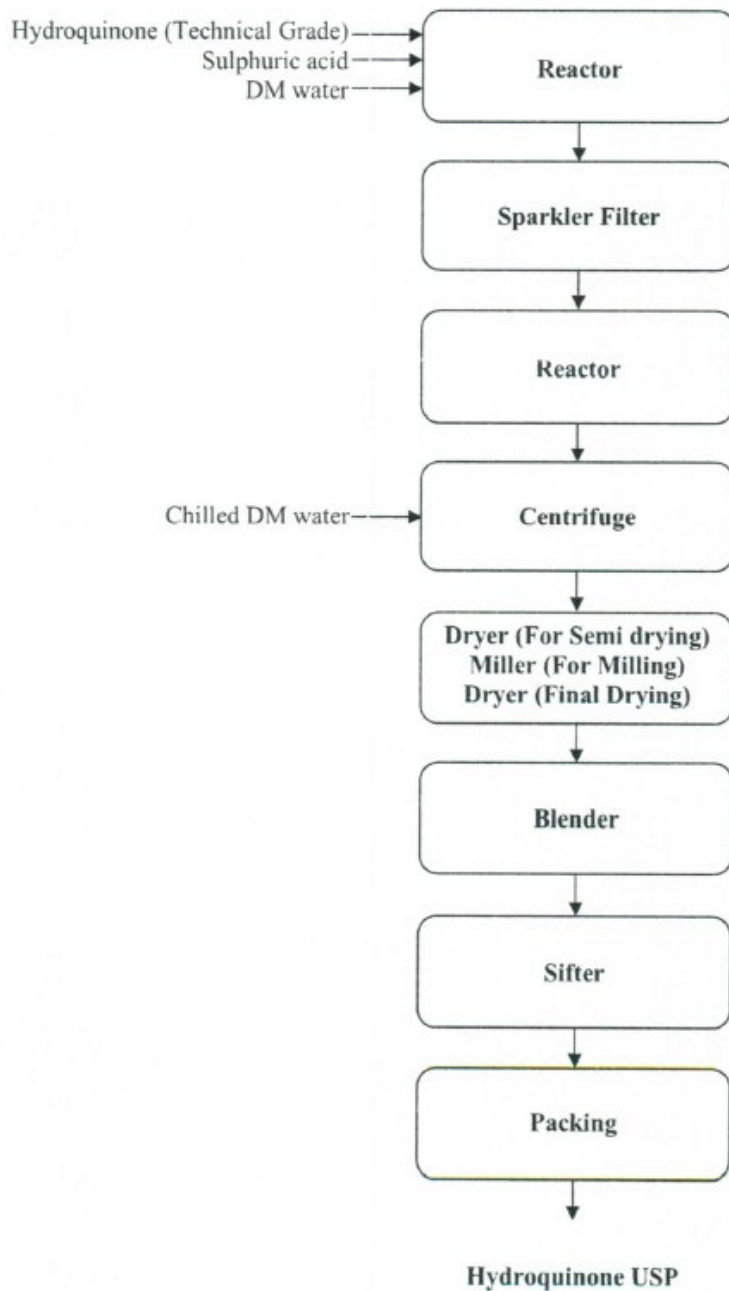 Hydroquinone (Technical Grade)
Sulphuric acid
DM water
Reactor
Sparkler Filter
Reactor
Chilled DM water
Centrifuge
Dryer (For Semi drying)
Miller (For Milling)
Dryer (Final Drying)
Blender
Sifter
Packing
Hydroquinone USP